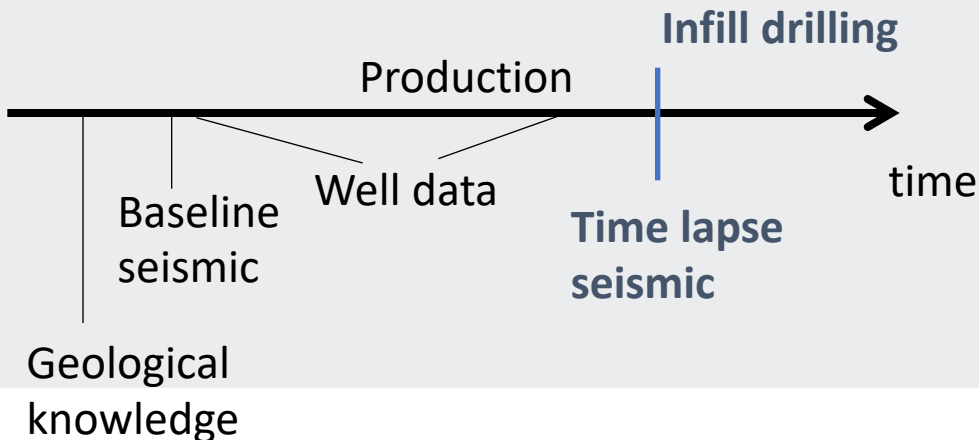 Infill drilling
Production
time
Well data
Baseline
seismic
Time lapse
seismic
Geological
knowledge